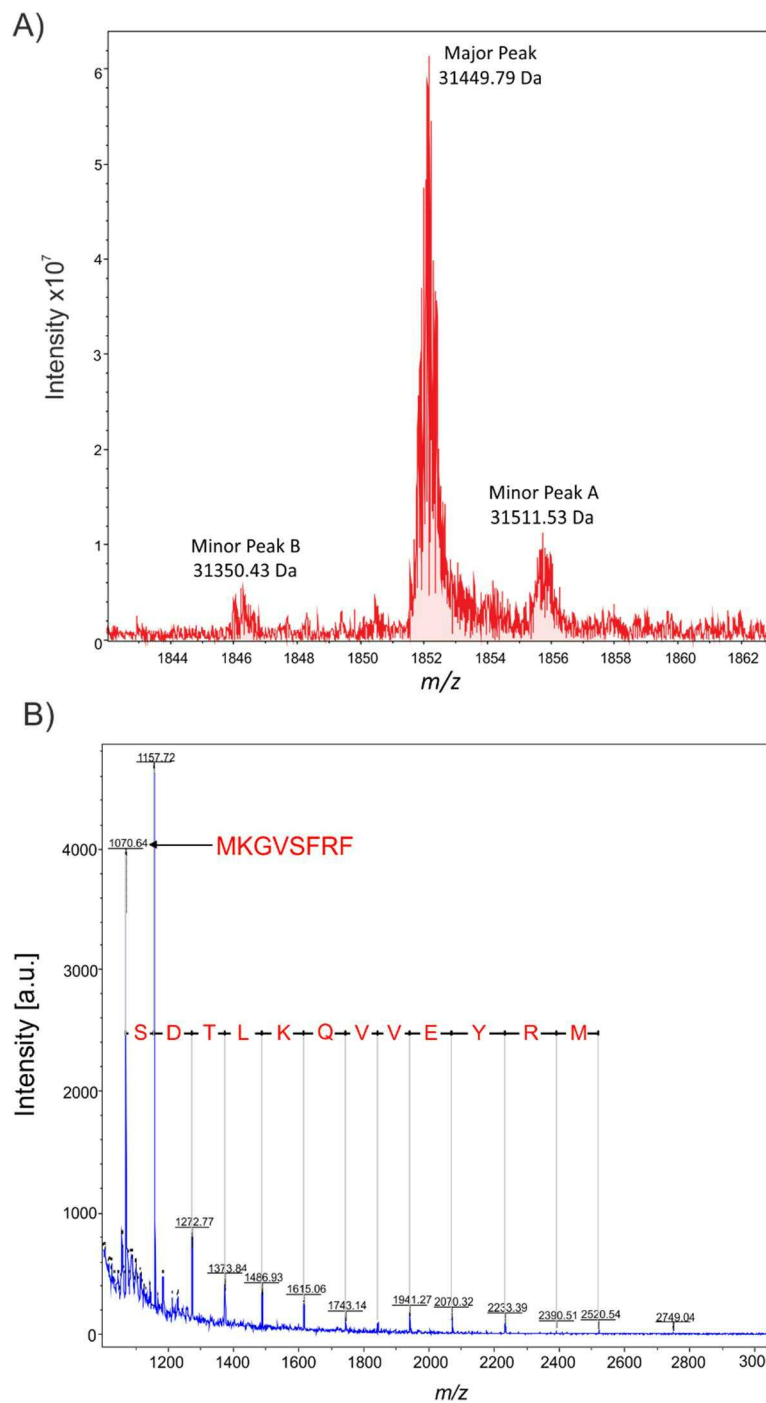 A)
Major Peak
31449.79 Da
Minor Peak A
31511.53 Da
Minor Peak B
31350.43 Da
Intensity x10⁷
6
5
4
3
2
1
0
1844 1846 1848 1850 1852 1854 1856 1858 1860 1862
m/z
B)
1157.72
1070.64
MKGVSFRF
S D T L K Q V V E Y R M
1272.77
1373.84
1486.93
1615.06
1743.14
1941.27
2070.32
2233.39
2390.51
2520.54
2749.04
Intensity [a.u.]
4000
3000
2000
1000
0
1200 1400 1600 1800 2000 2200 2400 2600 2800 300
m/z